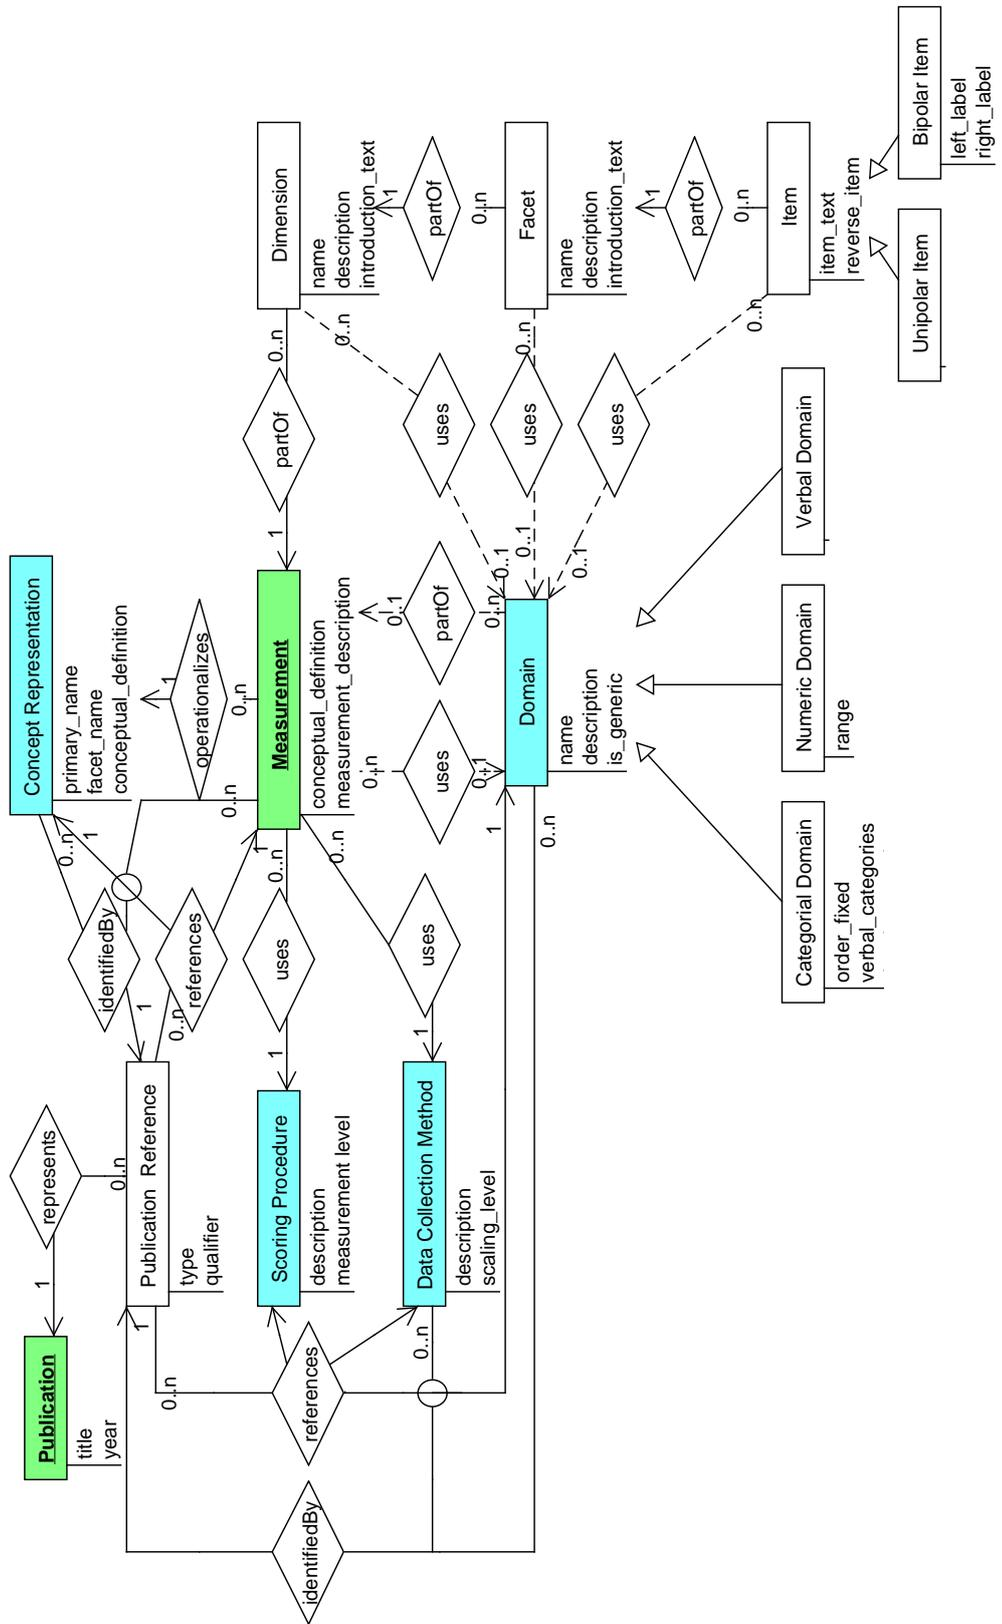 Concept Representation
primary_name
facet_name
conceptual_definition
Publication
title
year
1
represents
0..n
Publication Reference
type
qualifier
1
identifiedBy
0..n
1
references
0..n
1
1
operationalizes
0..n
0..n
1
Measurement
conceptual_definition
measurement_description
1
partOf
0..n
Dimension
name
description
introduction_text
0..n
uses
1
0..n
uses
1
Scoring Procedure
description
measurement level
Data Collection Method
description
scaling_level
0..n
references
0..n
identifiedBy
1
0..n
0..1
partOf
0..n
uses
0..n
0..1
Domain
name
description
is_generic
0..n
uses
0..1
0..n
uses
0..1
0..n
uses
0..1
1
partOf
0..n
Facet
name
description
introduction_text
1
partOf
0..n
Item
item_text
reverse_item
Categorial Domain
order_fixed
verbal_categories
Numeric Domain
range
Verbal Domain
Unipolar Item
Bipolar Item
left_label
right_label